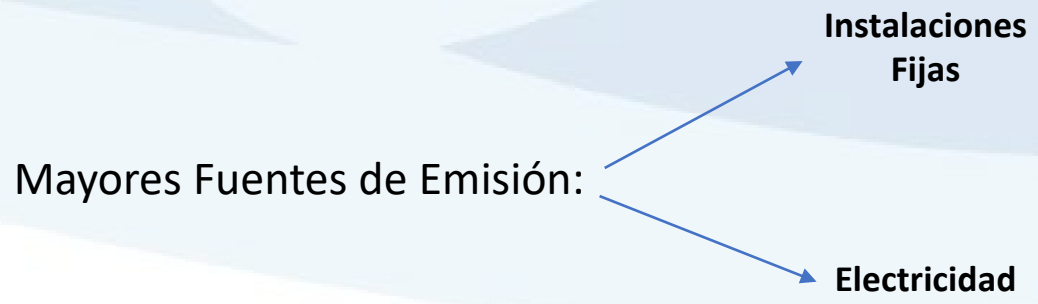 Instalaciones
Fijas
Mayores Fuentes de Emisión:
Electricidad